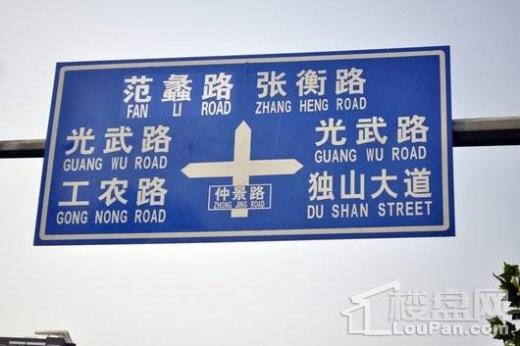 范蠡路 张衡路
FAN LI ROAD ZHANG HENG ROAD
光武路 光武路
GUANG WU ROAD GUANG WU ROAD
工农路 仲景路 独山大道
GONG NONG ROAD ZHONG JING ROAD DU SHAN STREET
楼盘网
LouPan.com